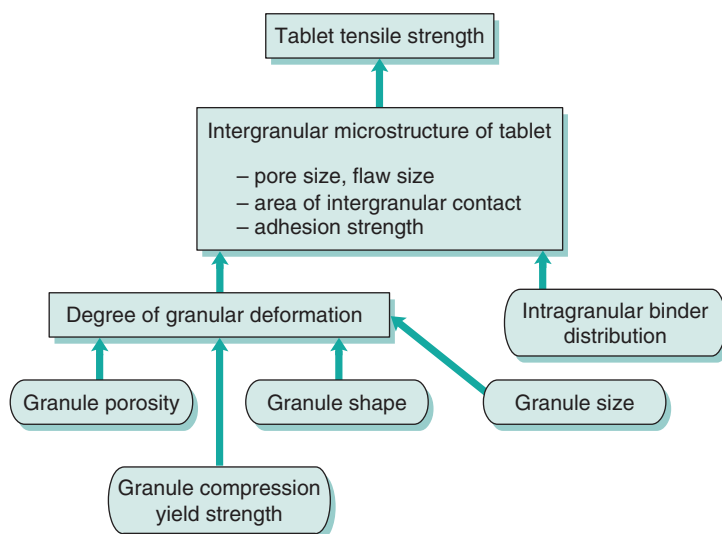 Tablet tensile strength
Intergranular microstructure of tablet
– pore size, flaw size
– area of intergranular contact
– adhesion strength
Degree of granular deformation
Intragranular binder
distribution
Granule porosity
Granule shape
Granule size
Granule compression
yield strength